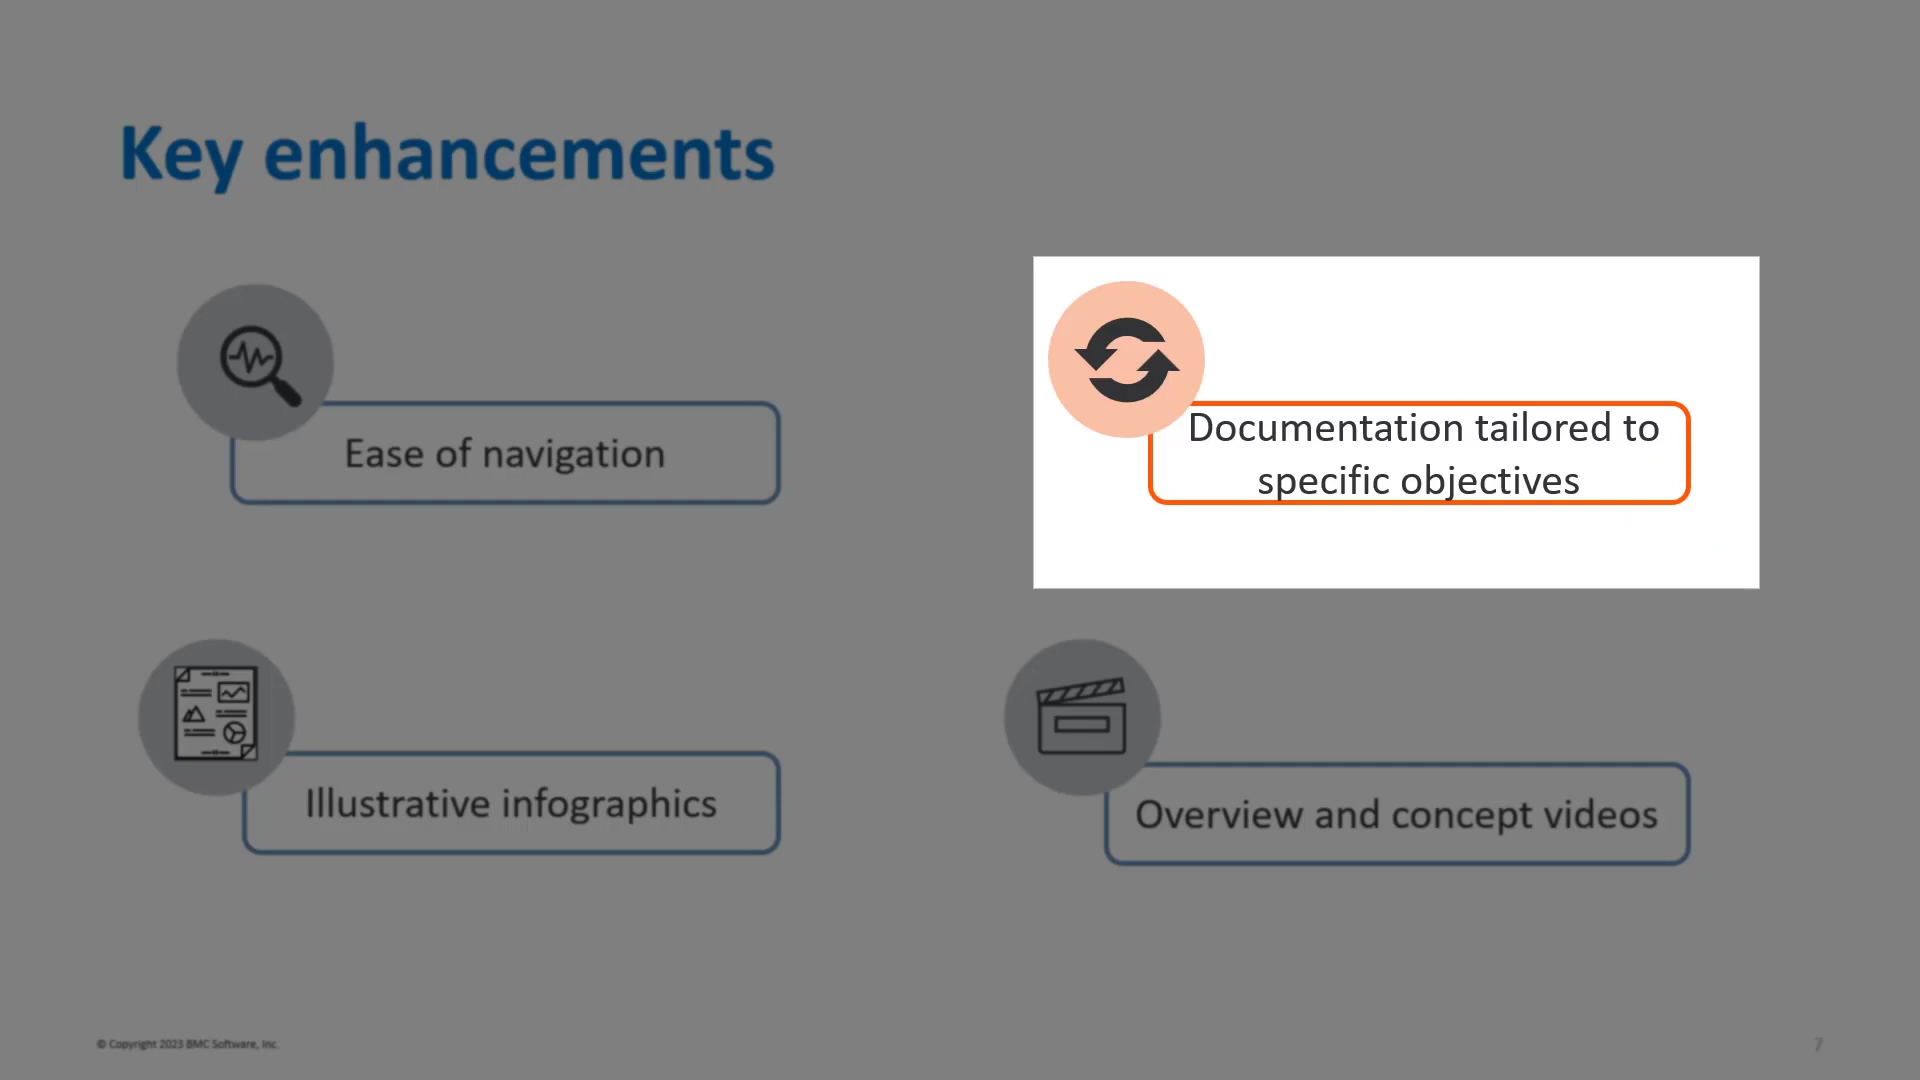 Key enhancements
Ease of navigation
Documentation tailored to
specific objectives
Illustrative infographics
Overview and concept videos
© Copyright 2023 BMC Software, Inc.
7